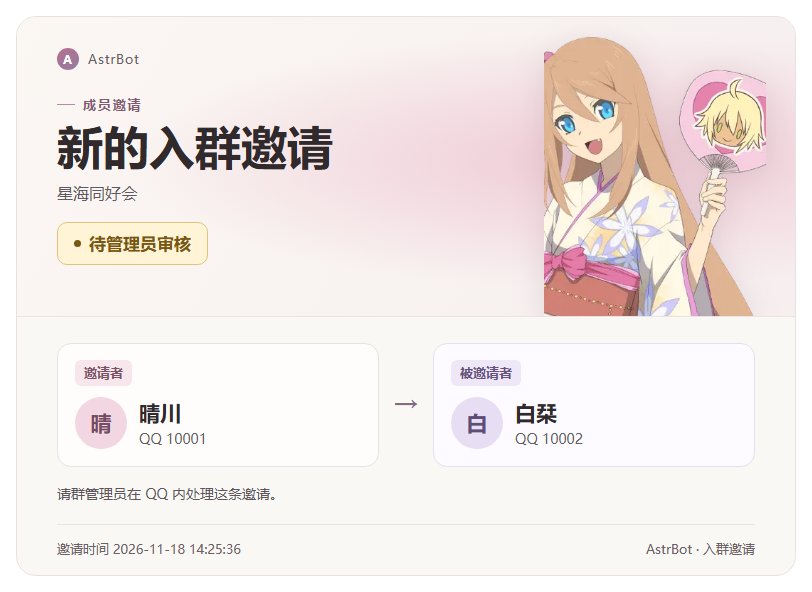 A AstrBot
成员邀请
新的入群邀请
星海同好会
待管理员审核
邀请者
晴
晴川
QQ 10001
→
被邀请者
白
白栞
QQ 10002
请群管理员在 QQ 内处理这条邀请。
邀请时间 2026-11-18 14:25:36
AstrBot · 入群邀请